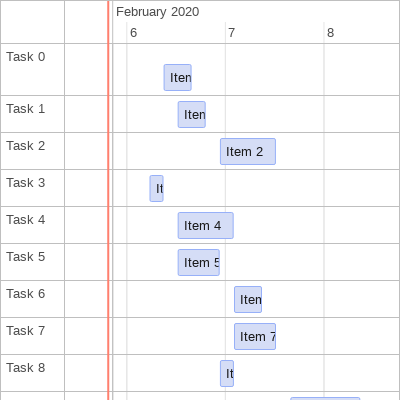 February 2020
6 7 8
Task 0
Item
Task 1
Item
Task 2 Item 2
Task 3 It
Task 4 Item 4
Task 5 Item 5
Task 6 Item
Task 7 Item 7
Task 8 It